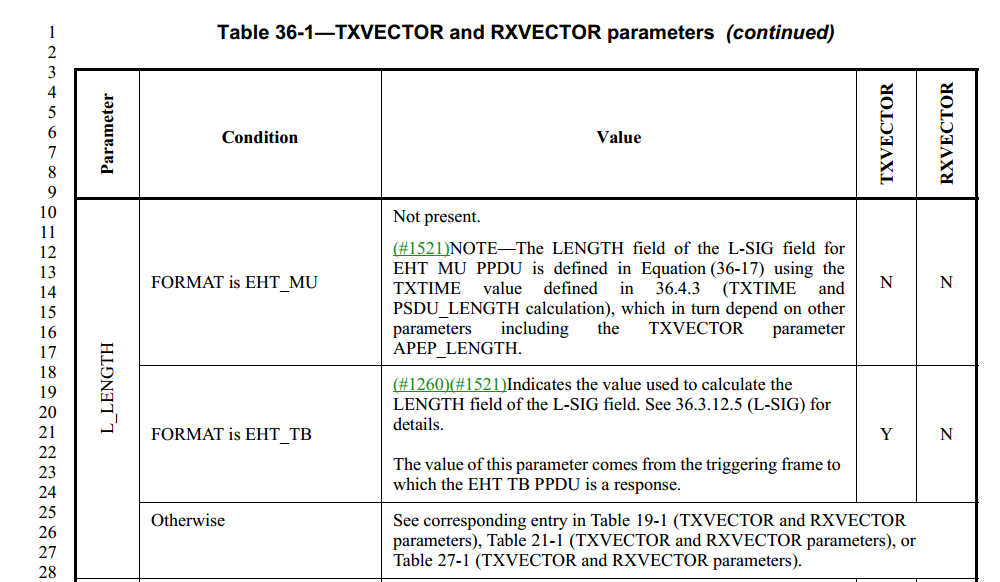 Table 36-1—TXVECTOR and RXVECTOR parameters (continued)
1
2
3
4
5
6
7
8
9
10
11
12
13
14
15
16
17
18
19
20
21
22
23
24
25
26
27
28
Parameter
Condition
Value
TXVECTOR
RXVECTOR
L_LENGTH
FORMAT is EHT_MU
Not present.
(#1521)NOTE—The LENGTH field of the L-SIG field for
EHT MU PPDU is defined in Equation (36-17) using the
TXTIME value defined in 36.4.3 (TXTIME and
PSDU_LENGTH calculation), which in turn depend on other
parameters including the TXVECTOR parameter
APEP_LENGTH.
N
N
FORMAT is EHT_TB
(#1260)(#1521)Indicates the value used to calculate the
LENGTH field of the L-SIG field. See 36.3.12.5 (L-SIG) for
details.
The value of this parameter comes from the triggering frame to
which the EHT TB PPDU is a response.
Y
N
Otherwise
See corresponding entry in Table 19-1 (TXVECTOR and RXVECTOR
parameters), Table 21-1 (TXVECTOR and RXVECTOR parameters), or
Table 27-1 (TXVECTOR and RXVECTOR parameters).